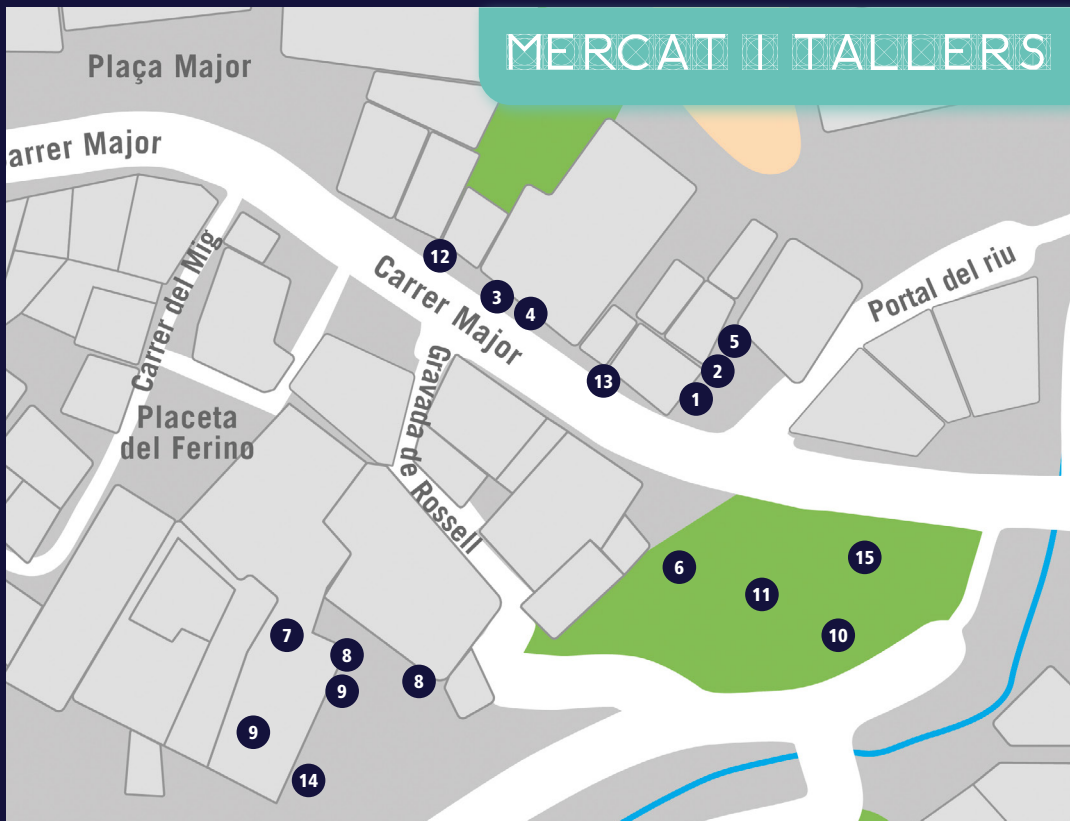 MERCAT I TALLERS
Plaça Major
arrer Major
Carrer del Mig
12
Carrer Major
3
4
Portal del riu
5
13
2
1
Gravada de Rossell
Placeta
del Ferino
6
15
11
10
7
8
8
9
9
14